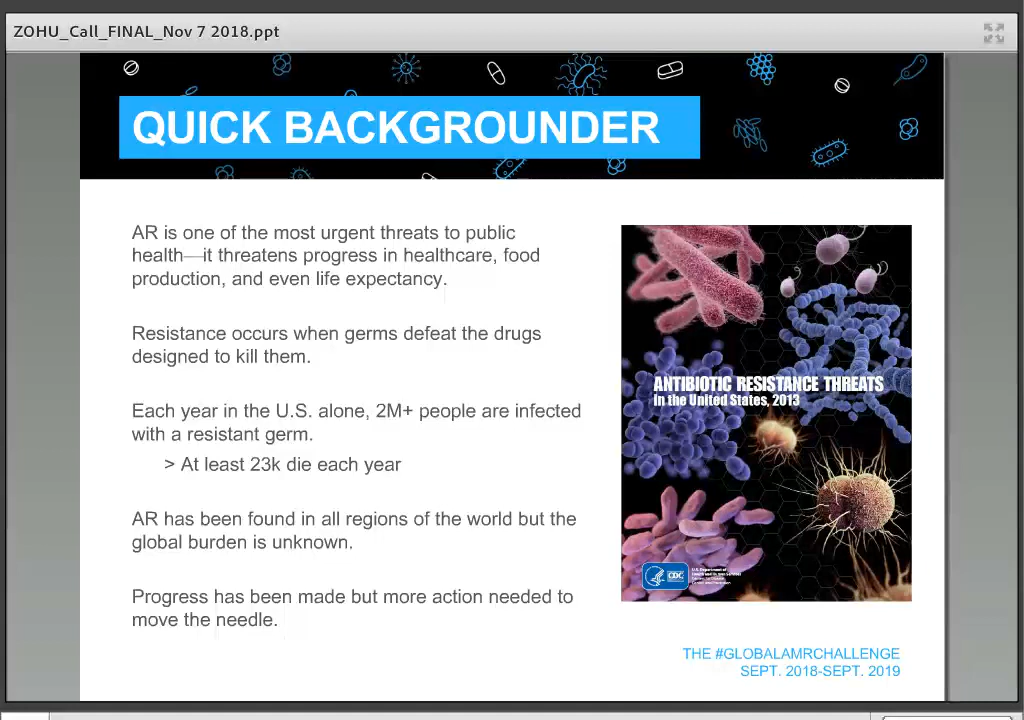 ZOHU_Call_FINAL_Nov 7 2018.ppt
QUICK BACKGROUNDER
AR is one of the most urgent threats to public
health—it threatens progress in healthcare, food
production, and even life expectancy.
Resistance occurs when germs defeat the drugs
designed to kill them.
Each year in the U.S. alone, 2M+ people are infected
with a resistant germ.
> At least 23k die each year
AR has been found in all regions of the world but the
global burden is unknown.
Progress has been made but more action needed to
move the needle.
ANTIBIOTIC RESISTANCE THREATS
in the United States, 2013
CDC
U.S. Department of
THE #GLOBALAMRCHALLENGE
SEPT. 2018-SEPT. 2019